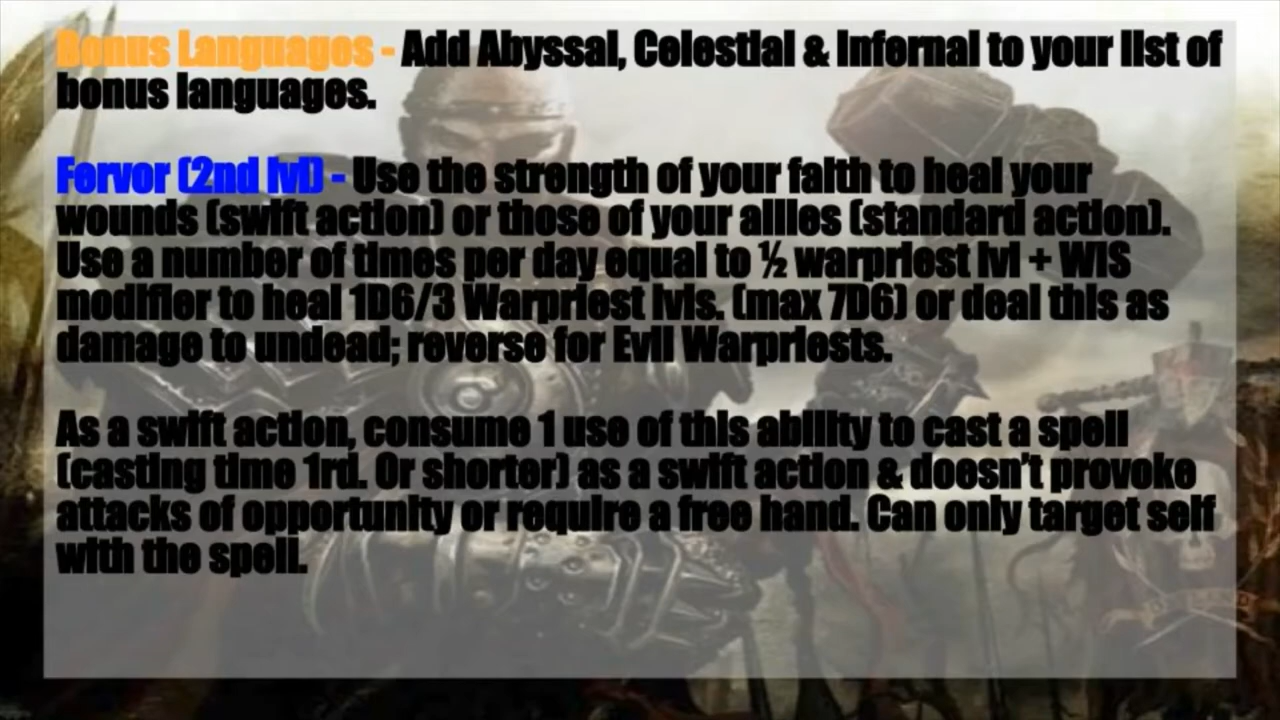 Bonus Languages - Add Abyssal, Celestial & Infernal to your list of
bonus languages.
Fervor (2nd lvl) - Use the strength of your faith to heal your
wounds (swift action) or those of your allies (standard action).
Use a number of times per day equal to ½ warpriest lvl + WIS
modifier to heal 1D6/3 Warpriest lvls. (max 7D6) or deal this as
damage to undead; reverse for Evil Warpriests.
As a swift action, consume 1 use of this ability to cast a spell
(casting time 1rd. Or shorter) as a swift action & doesn’t provoke
attacks of opportunity or require a free hand. Can only target self
with the spell.